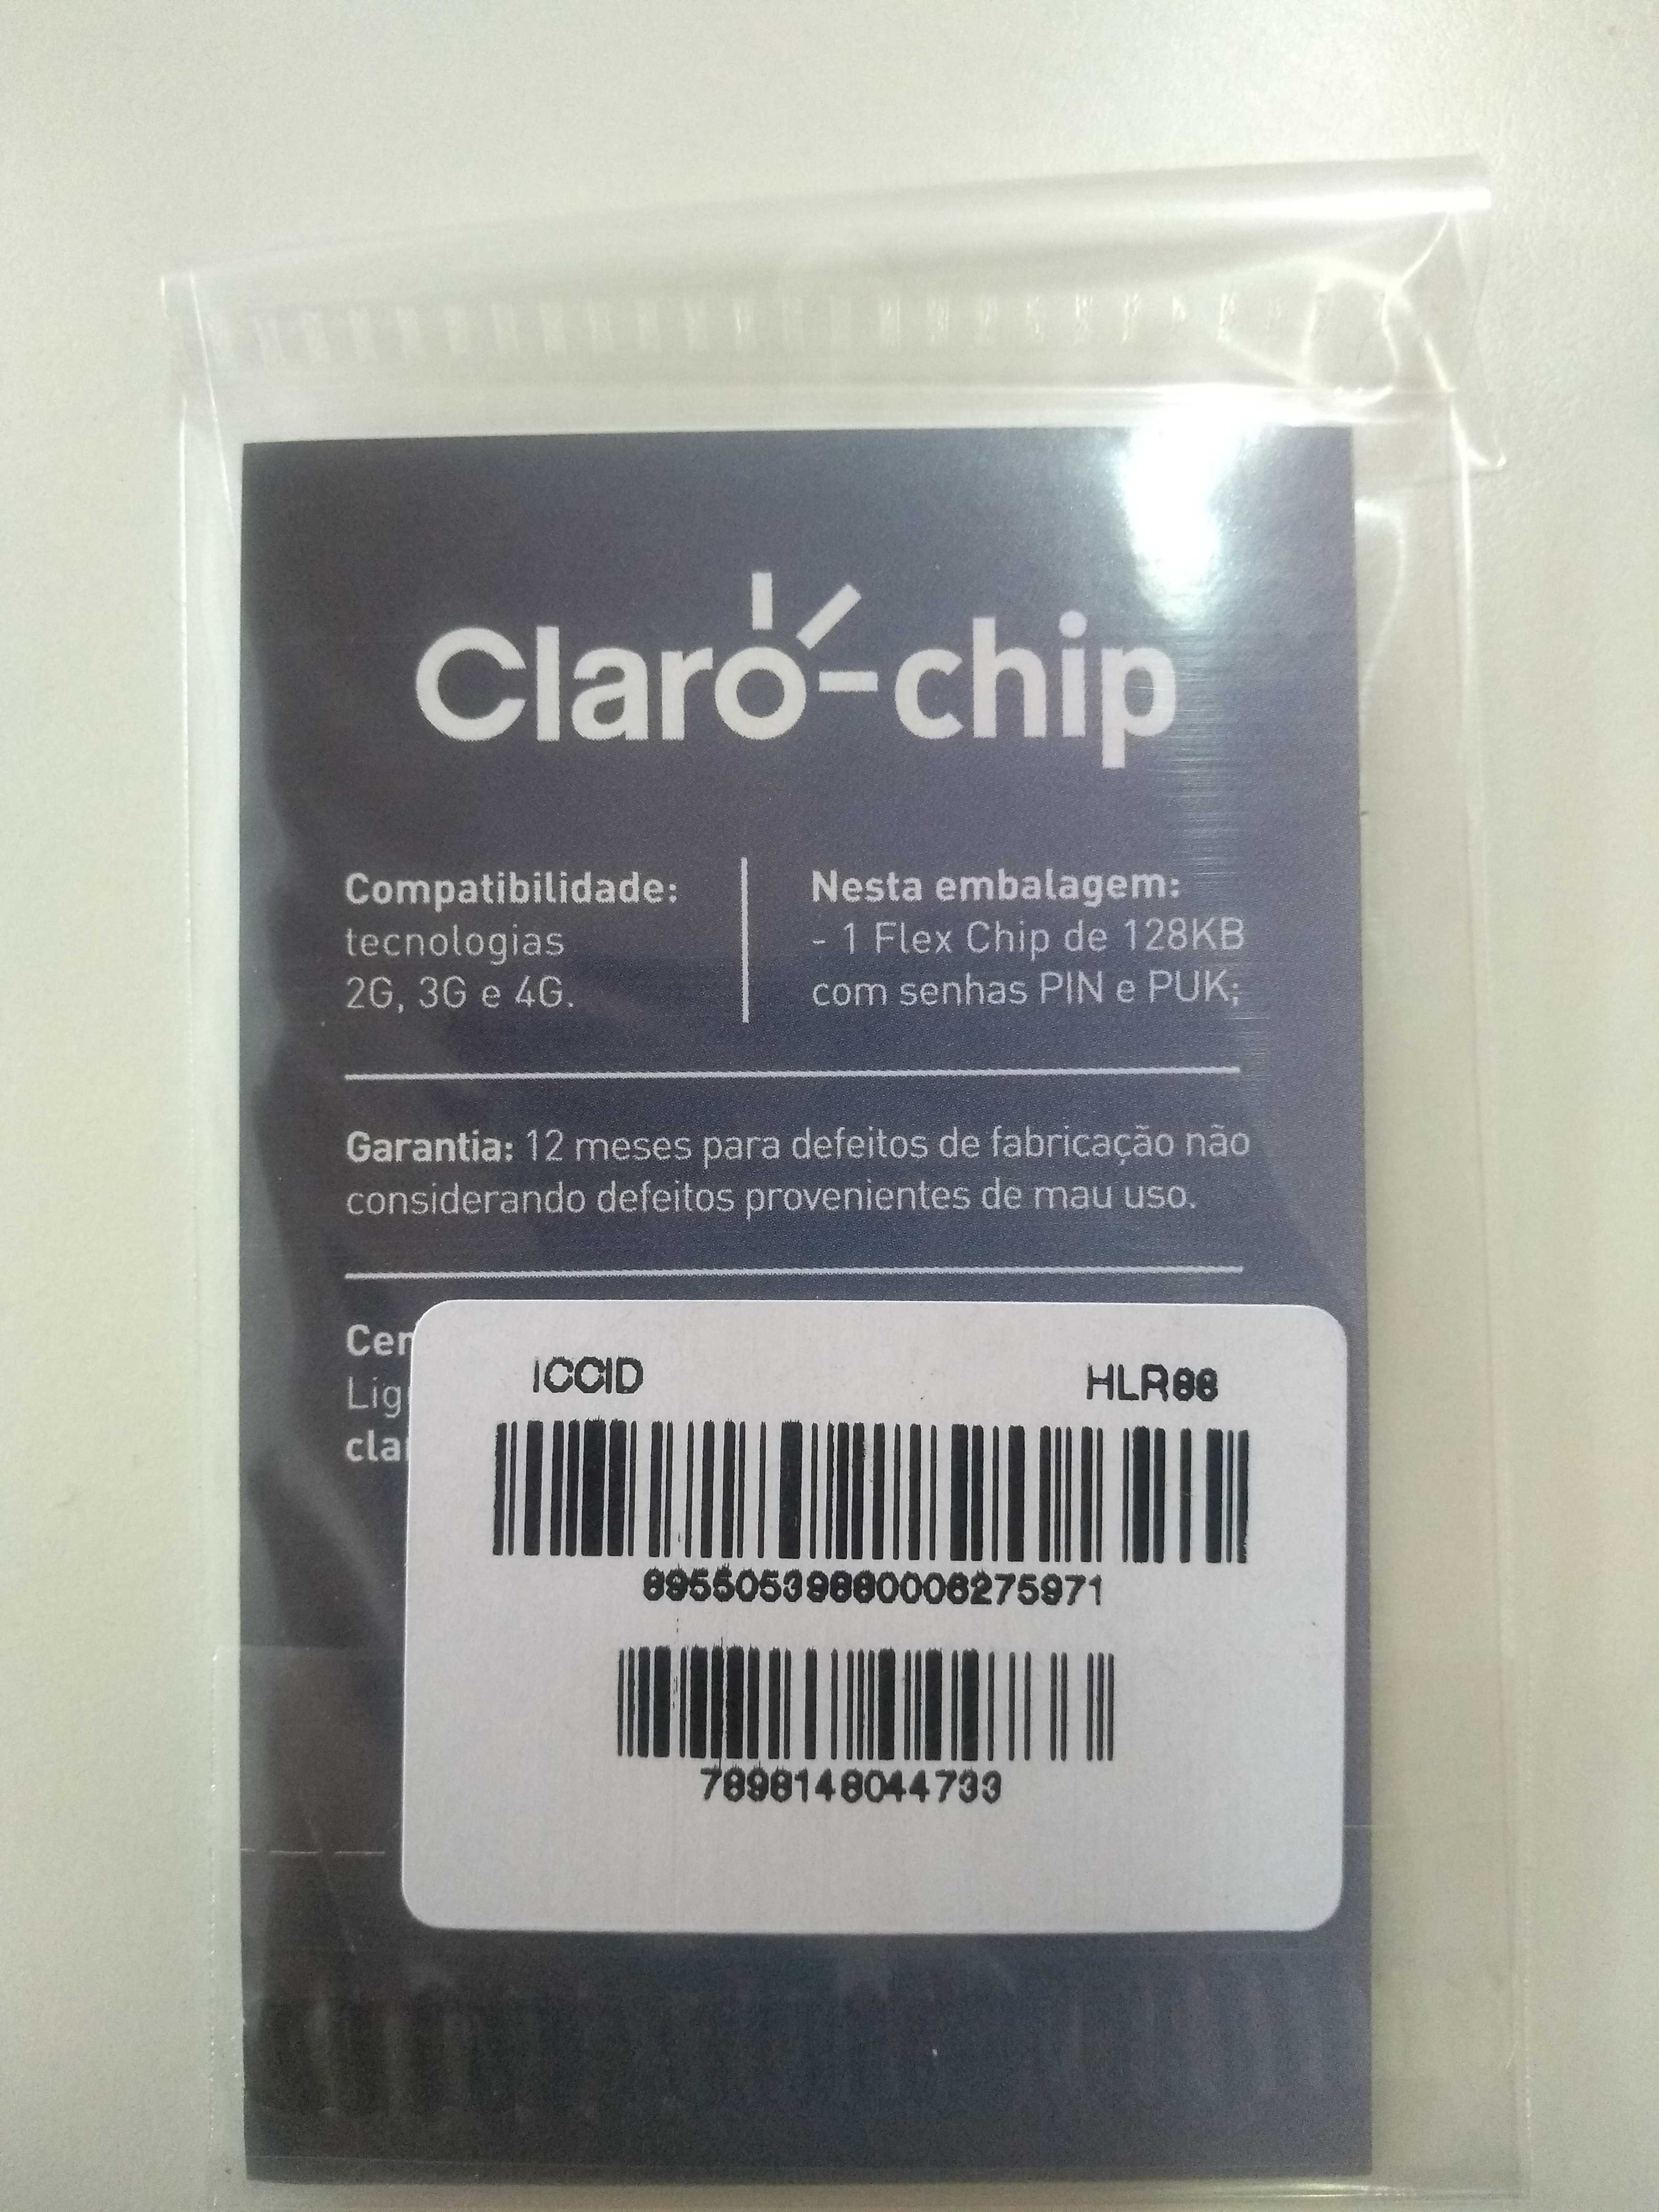 Claro-chip
Compatibilidade:
tecnologias
2G, 3G e 4G.
Nesta embalagem:
- 1 Flex Chip de 128KB
com senhas PIN e PUK;
Garantia: 12 meses para defeitos de fabricação não
considerando defeitos provenientes de mau uso.
ICCID HLR88
89550539880006275971
7898148044733